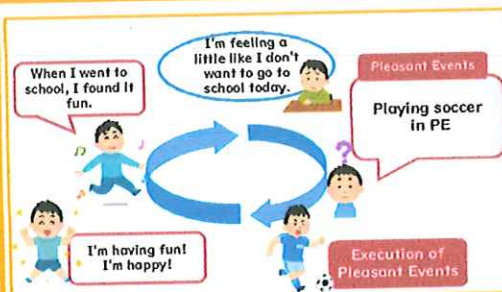 I'm feeling a
little like I don't
want to go to
school today.
When I went to
school, I found it
fun.
Pleasant Events
Playing soccer
in PE
?
I'm having fun!
I'm happy!
Execution of
Pleasant Events